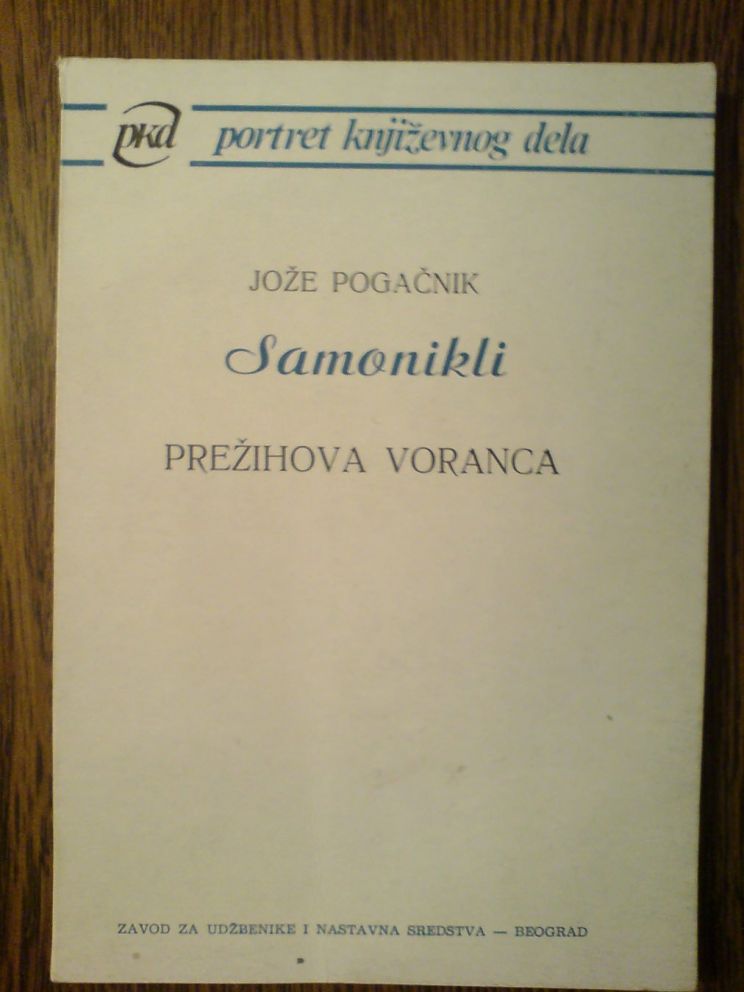 pkd portret književnog dela
JOŽE POGAČNIK
Samonikli
PREŽIHOVA VORANCA
ZAVOD ZA UDŽBENIKE I NASTAVNA SREDSTVA — BEOGRAD